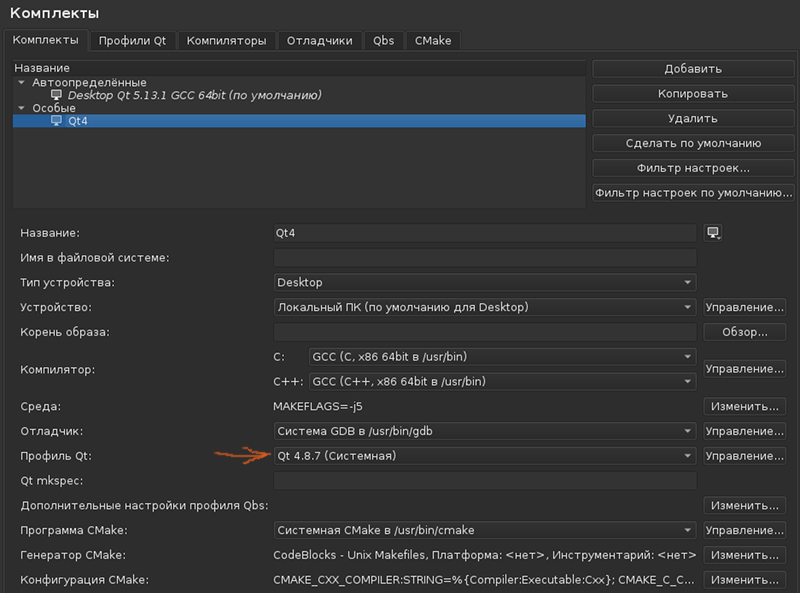 Комплекты
Комплекты Профили Qt Компиляторы Отладчики Qbs CMake
Название
Автоопределённые
Desktop Qt 5.13.1 GCC 64bit (по умолчанию)
Особые
Qt4
Добавить
Копировать
Удалить
Сделать по умолчанию
Фильтр настроек...
Фильтр настроек по умолчанию...
Название: Qt4
Имя в файловой системе:
Тип устройства: Desktop
Устройство: Локальный ПК (по умолчанию для Desktop) Управление...
Корень образа: Обзор...
Компилятор: C: GCC (C, x86 64bit в /usr/bin) Управление...
C++: GCC (C++, x86 64bit в /usr/bin)
Среда: MAKEFLAGS=-j5 Изменить...
Отладчик: Система GDB в /usr/bin/gdb Управление...
Профиль Qt: Qt 4.8.7 (Системная) Управление...
Qt mkspec:
Дополнительные настройки профиля Qbs: Изменить...
Программа CMake: Системная CMake в /usr/bin/cmake Управление...
Генератор CMake: CodeBlocks - Unix Makefiles, Платформа: <нет>, Инструментарий: <нет> Изменить...
Конфигурация CMake: CMAKE_CXX_COMPILER:STRING=%{Compiler:Executable:Cxx}; CMAKE_C_C... Изменить...